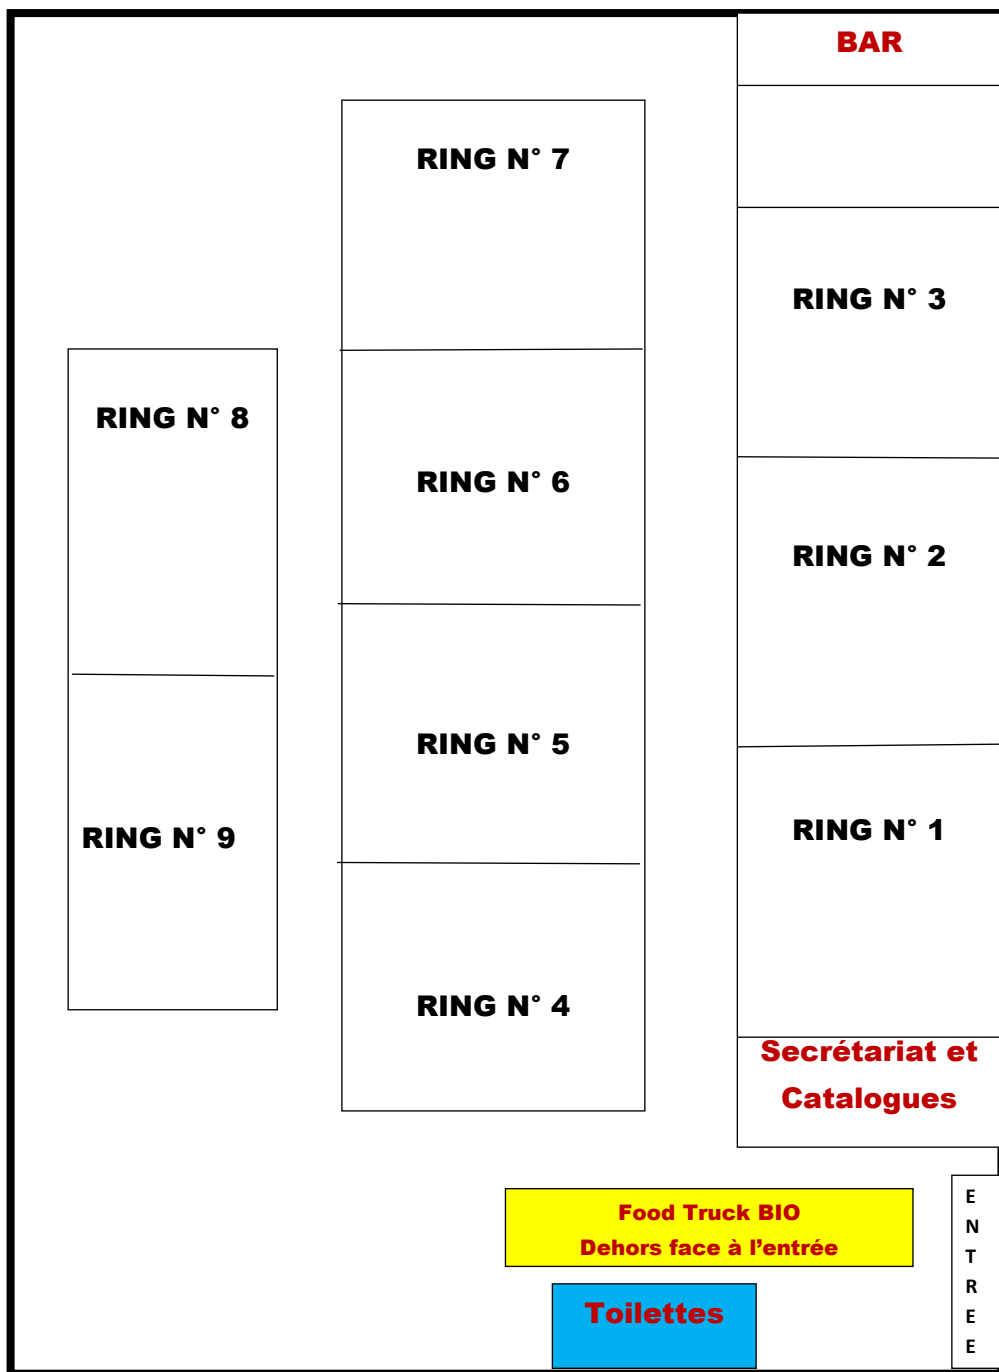 BAR
RING N° 7
RING N° 3
RING N° 8
RING N° 6
RING N° 2
RING N° 5
RING N° 9
RING N° 1
RING N° 4
Secrétariat et
Catalogues
Food Truck BIO
Dehors face à l'entrée
Toilettes
E
N
T
R
E
E